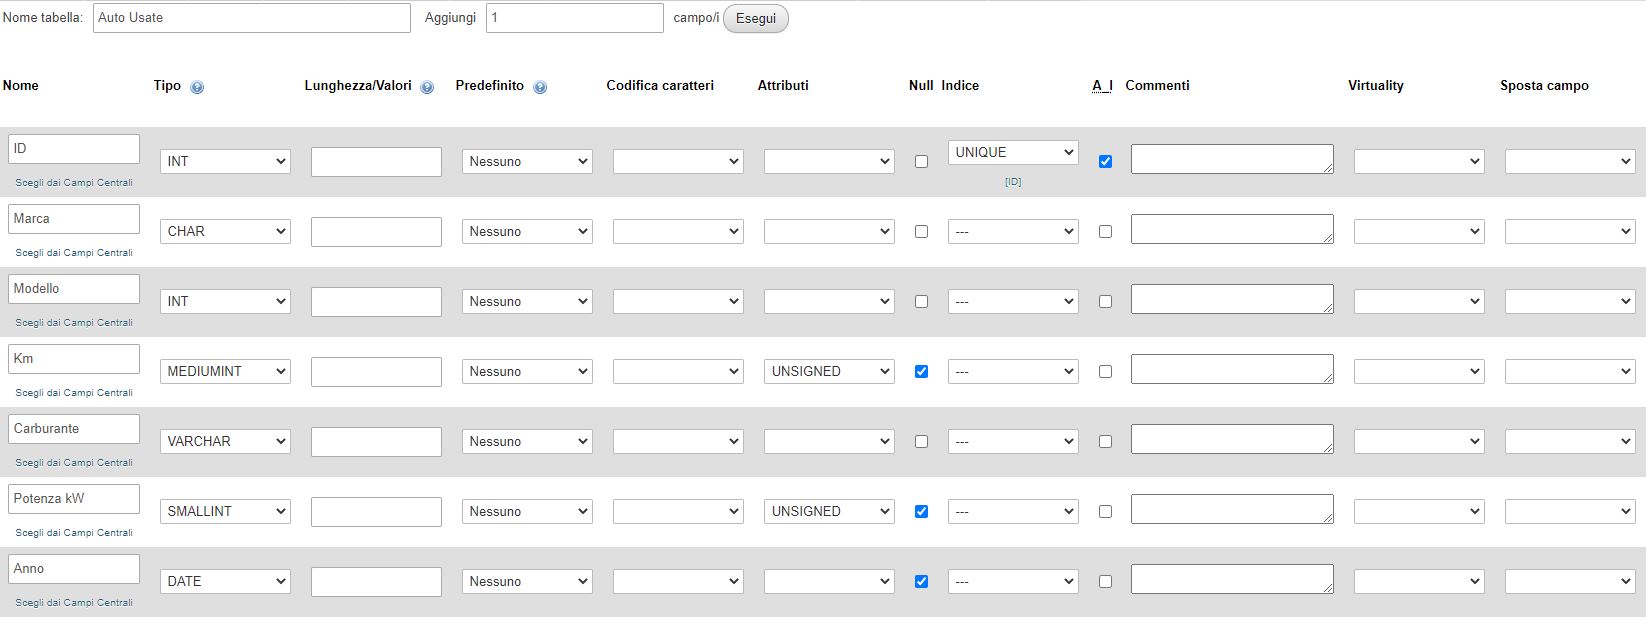 Nome tabella: Auto Usate Aggiungi 1 campo/i Esegui
Nome Tipo Lunghezza/Valori Predefinito Codifica caratteri Attributi Null Indice A_I Commenti Virtuality Sposta campo
ID INT Nessuno UNIQUE
Scegli dai Campi Centrali [ID]
Marca CHAR Nessuno ---
Scegli dai Campi Centrali
Modello INT Nessuno ---
Scegli dai Campi Centrali
Km MEDIUMINT Nessuno UNSIGNED ---
Scegli dai Campi Centrali
Carburante VARCHAR Nessuno ---
Scegli dai Campi Centrali
Potenza kW SMALLINT Nessuno UNSIGNED ---
Scegli dai Campi Centrali
Anno DATE Nessuno ---
Scegli dai Campi Centrali